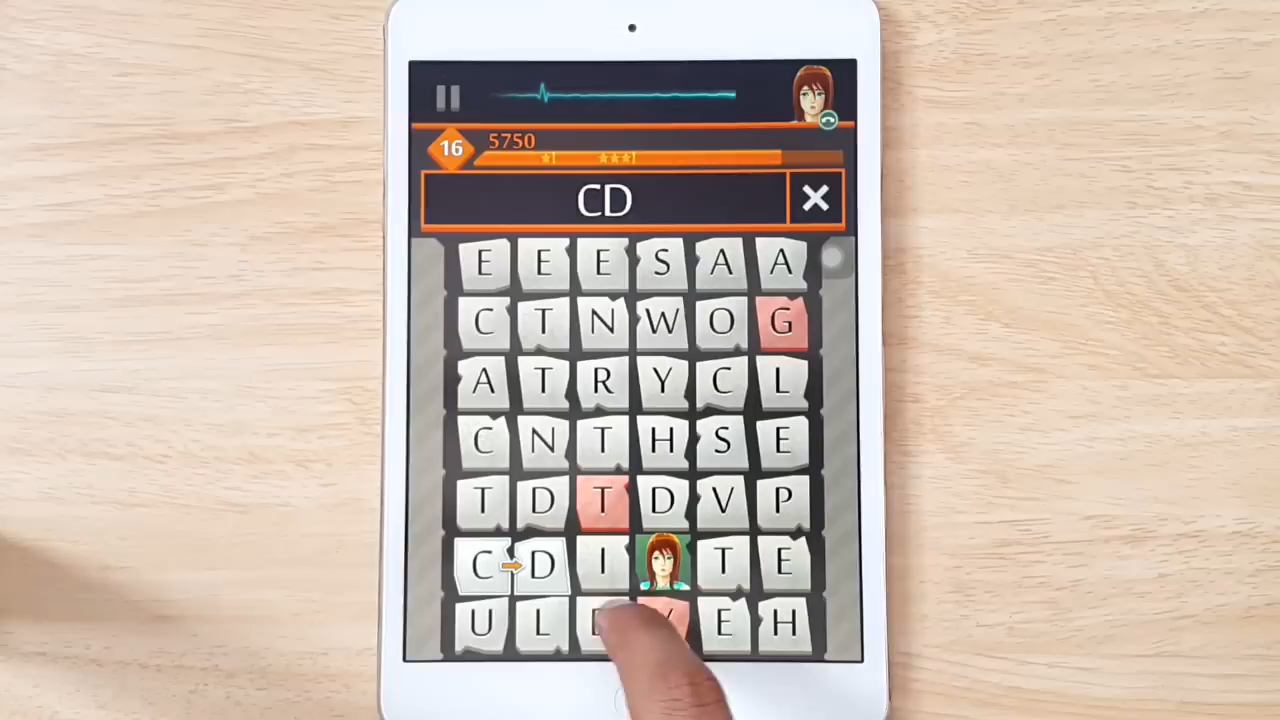 5750
16
CD
E E E S A A
C T N W O G
A T R Y C L
C N T H S E
T D T D V P
C D I T E
U L E H